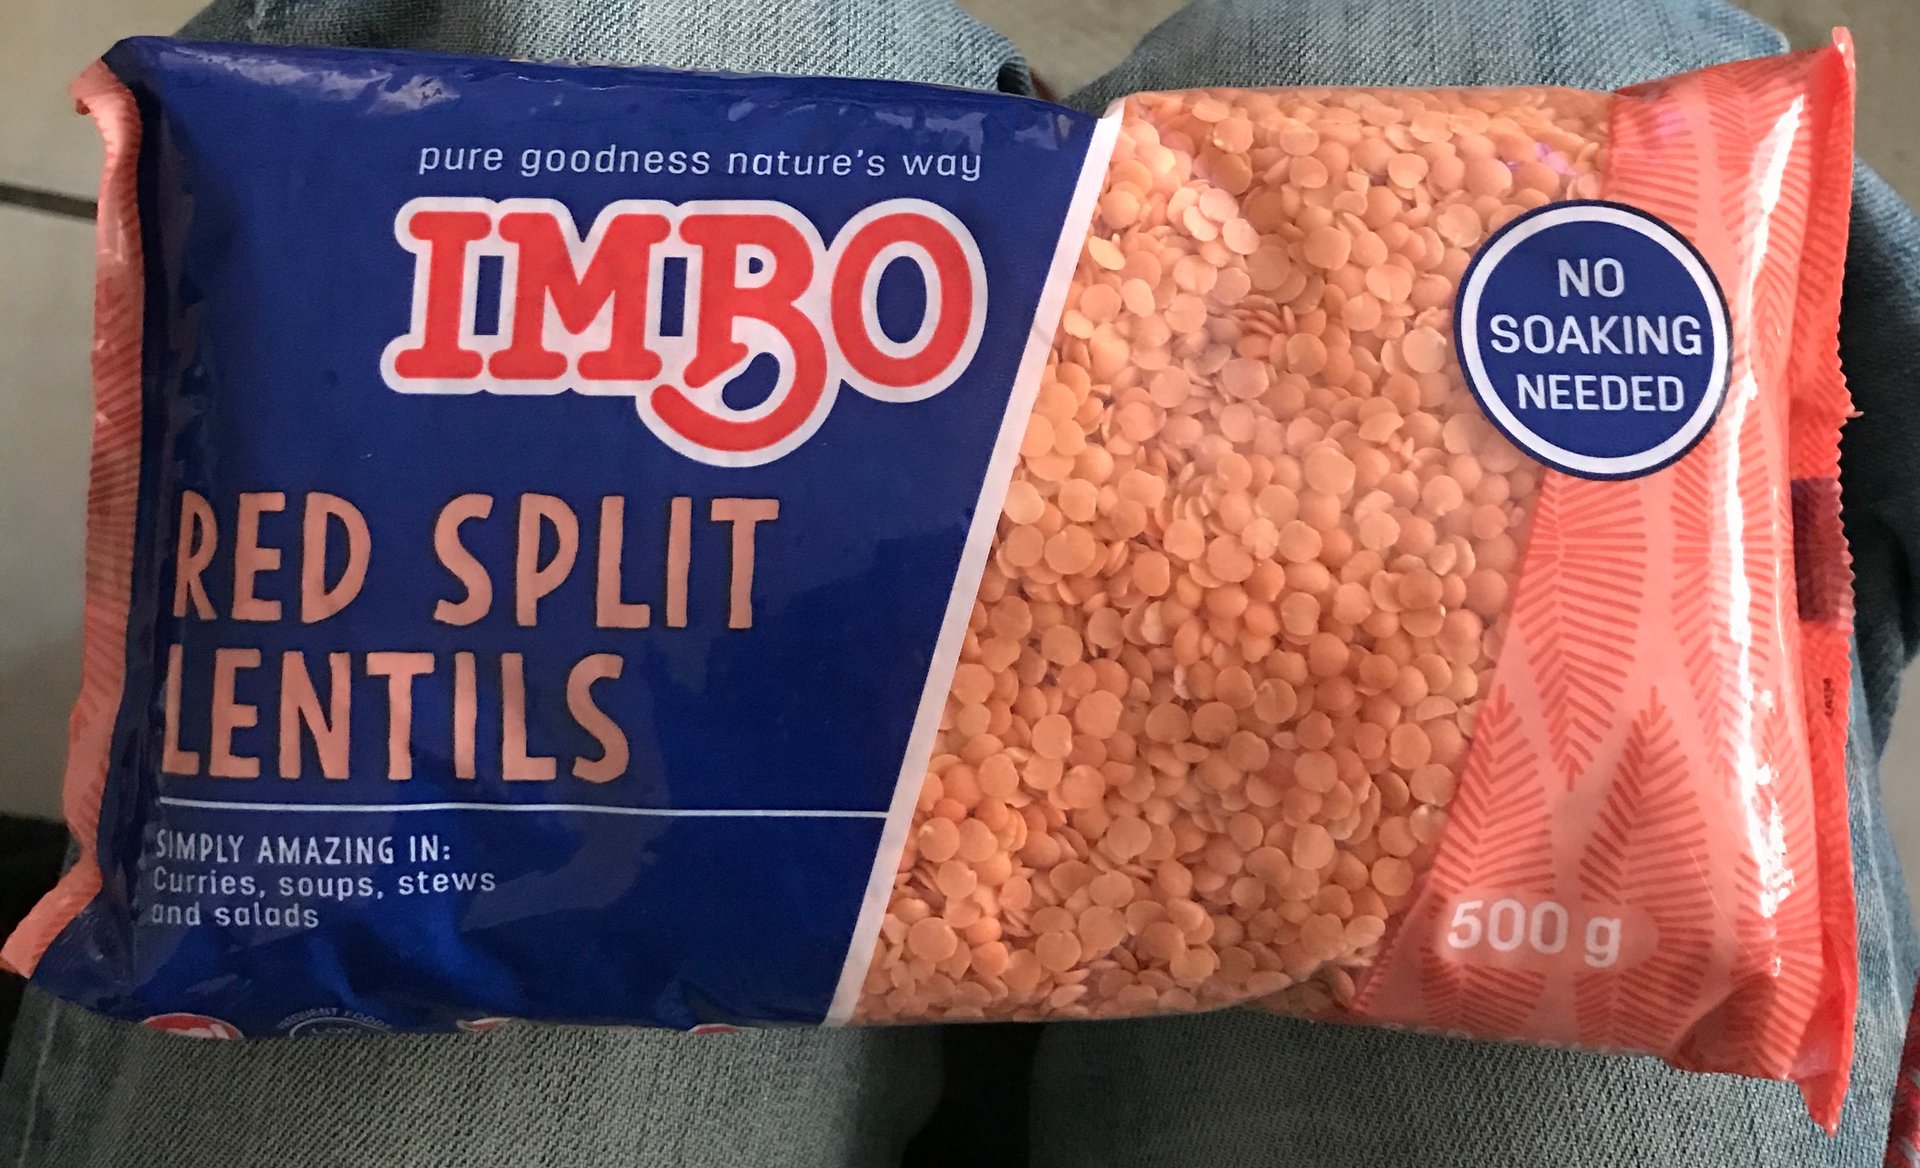 pure goodness nature's way
IMBO
RED SPLIT
LENTILS
SIMPLY AMAZING IN:
Curries, soups, stews
and salads
NO
SOAKING
NEEDED
500 g